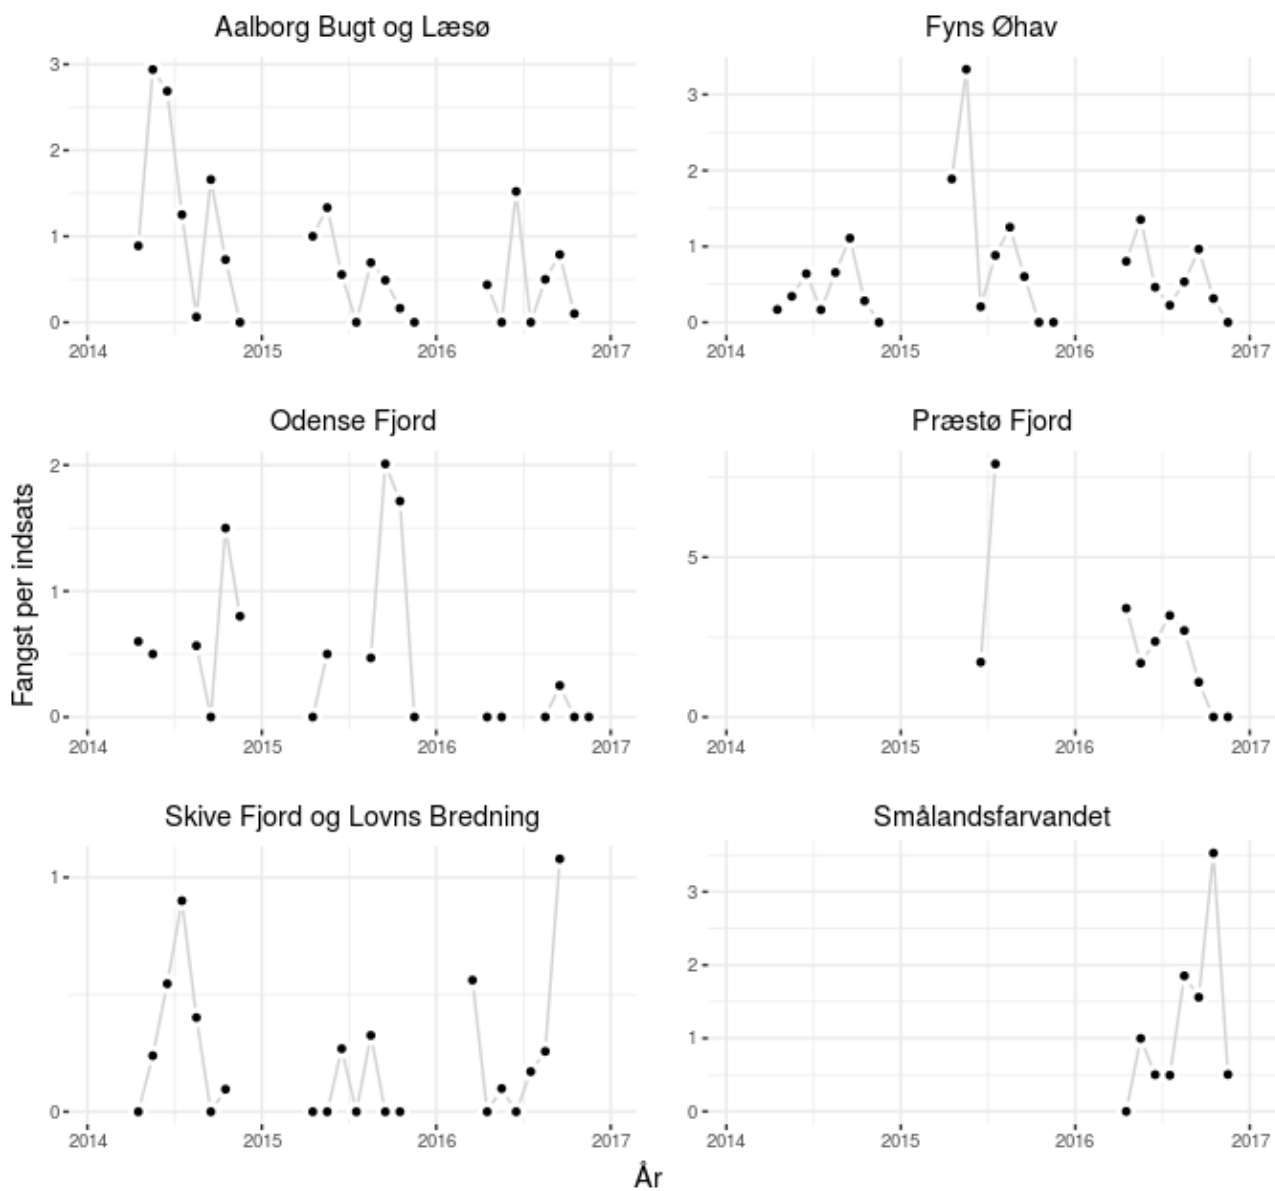 Aalborg Bugt og Læsø
3
2
1
0
2014 2015 2016 2017
Fyns Øhav
3
2
1
0
2014 2015 2016 2017
Odense Fjord
2
1
0
2014 2015 2016 2017
Præstø Fjord
5
0
2014 2015 2016 2017
Skive Fjord og Lovns Bredning
1
0
2014 2015 2016 2017
Smålandsfarvandet
3
2
1
0
2014 2015 2016 2017
Fangst per indsats
År